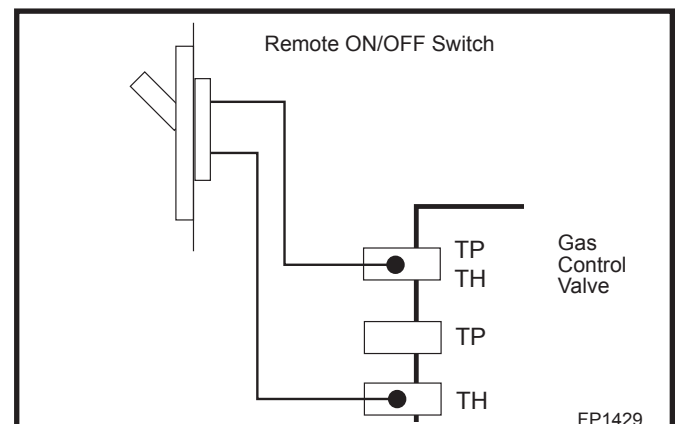 Remote ON/OFF Switch
TP
TH
Gas
Control
Valve
TP
TH
FP1429